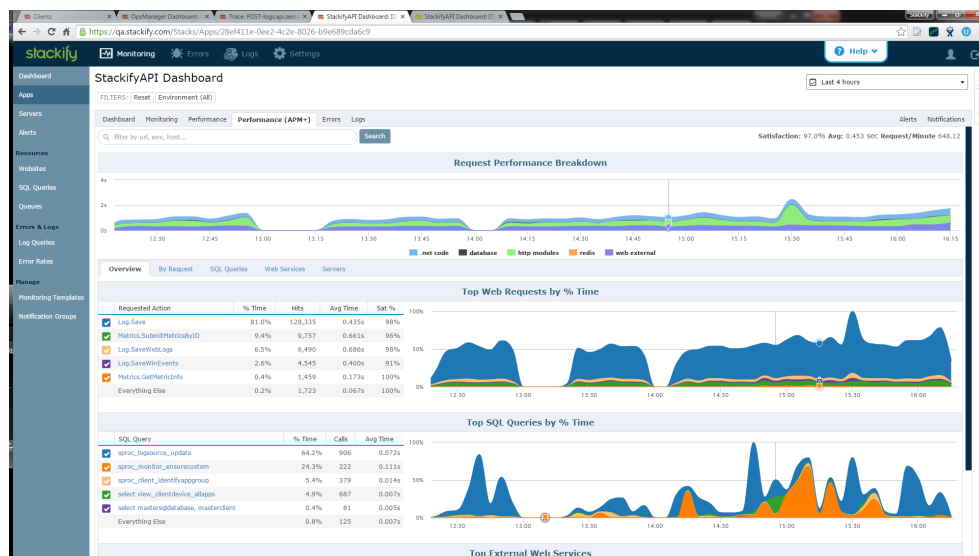 Clients
OpsManager Dashboard
Trace: POST-logs.api.sear
StackifyAPI Dashboard:
StackifyAPI Dashboard:
Stackify
https://qa.stackify.com/Stacks/Apps/28ef411e-0ee2-4c2e-8026-b9e689cda6c9
stackify
Monitoring
Errors
Logs
Settings
Help
Dashboard
Apps
Servers
Alerts
Resources
Websites
SQL Queries
Queues
Errors & Logs
Log Queries
Error Rates
Manage
Monitoring Templates
Notification Groups
StackifyAPI Dashboard
Last 4 hours
FILTERS: Reset Environment (All)
Dashboard Monitoring Performance Performance (APM+) Errors Logs Alerts Notifications
filter by url, env, host... Search Satisfaction: 97.0% Avg: 0.453 sec Request/Minute 648.12
Request Performance Breakdown
4s
2s
0s
12:30 12:45 13:00 13:15 13:30 13:45 14:00 14:15 14:30 14:45 15:00 15:15 15:30 15:45 16:00 16:15
.net code database http modules redis web external
Overview By Request SQL Queries Web Services Servers
Top Web Requests by % Time
Requested Action % Time Hits Avg Time Sat %
Log.Save 81.0% 128,335 0.435s 98%
Metrics.SubmitMetricsByID 9.4% 9,757 0.661s 96%
Log.SaveWebLogs 6.5% 6,490 0.686s 98%
Log.SaveWinEvents 2.6% 4,545 0.400s 91%
Metrics.GetMetricInfo 0.4% 1,459 0.173s 100%
Everything Else 0.2% 1,723 0.067s 100%
100%
50%
0%
12:30 13:00 13:30 14:00 14:30 15:00 15:30 16:00
Top SQL Queries by % Time
SQL Query % Time Calls Avg Time
sproc_logsource_update 64.2% 906 0.072s
sproc_monitor_ensurecustom 24.3% 222 0.111s
sproc_client_identifyappgroup 5.4% 379 0.014s
select view_clientdevice_allapps 4.9% 687 0.007s
select mastersqldatabase, masterclient 0.4% 81 0.005s
Everything Else 0.8% 125 0.007s
100%
50%
0%
12:30 13:00 13:30 14:00 14:30 15:00 15:30 16:00
Top External Web Services